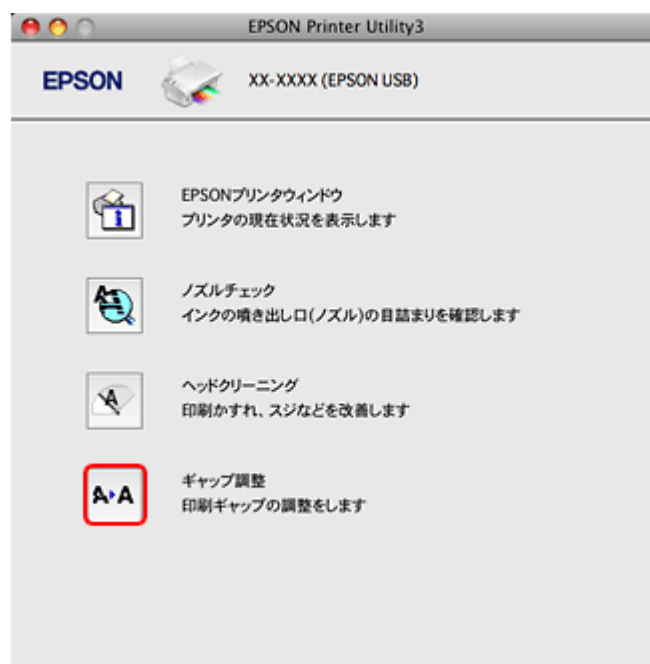 EPSON Printer Utility3
EPSON
XX-XXXX (EPSON USB)
EPSONプリンタウィンドウ
プリンタの現在状況を表示します
ノズルチェック
インクの噴き出し口(ノズル)の目詰まりを確認します
ヘッドクリーニング
印刷かすれ、スジなどを改善します
A A
ギャップ調整
印刷ギャップの調整をします